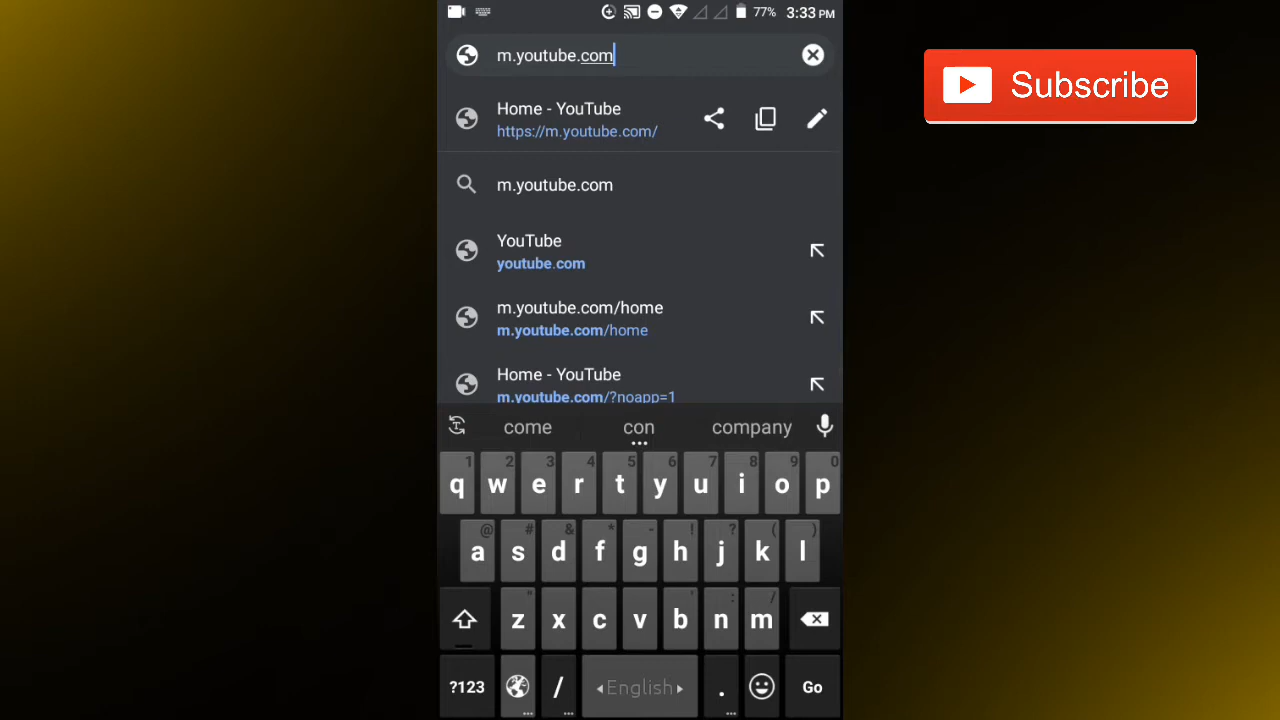 77% 3:33 PM
m.youtube.com
Subscribe
Home - YouTube
https://m.youtube.com/
m.youtube.com
YouTube
youtube.com
m.youtube.com/home
m.youtube.com/home
Home - YouTube
m.youtube.com/?noapp=1
come con company
1 2 3 4 5 6 7 8 9 0
q w e r t y u i o p
@ # & * - ! ? ( )
a s d f g h j k l
" ' : /
z x c v b n m
?123 / English . Go